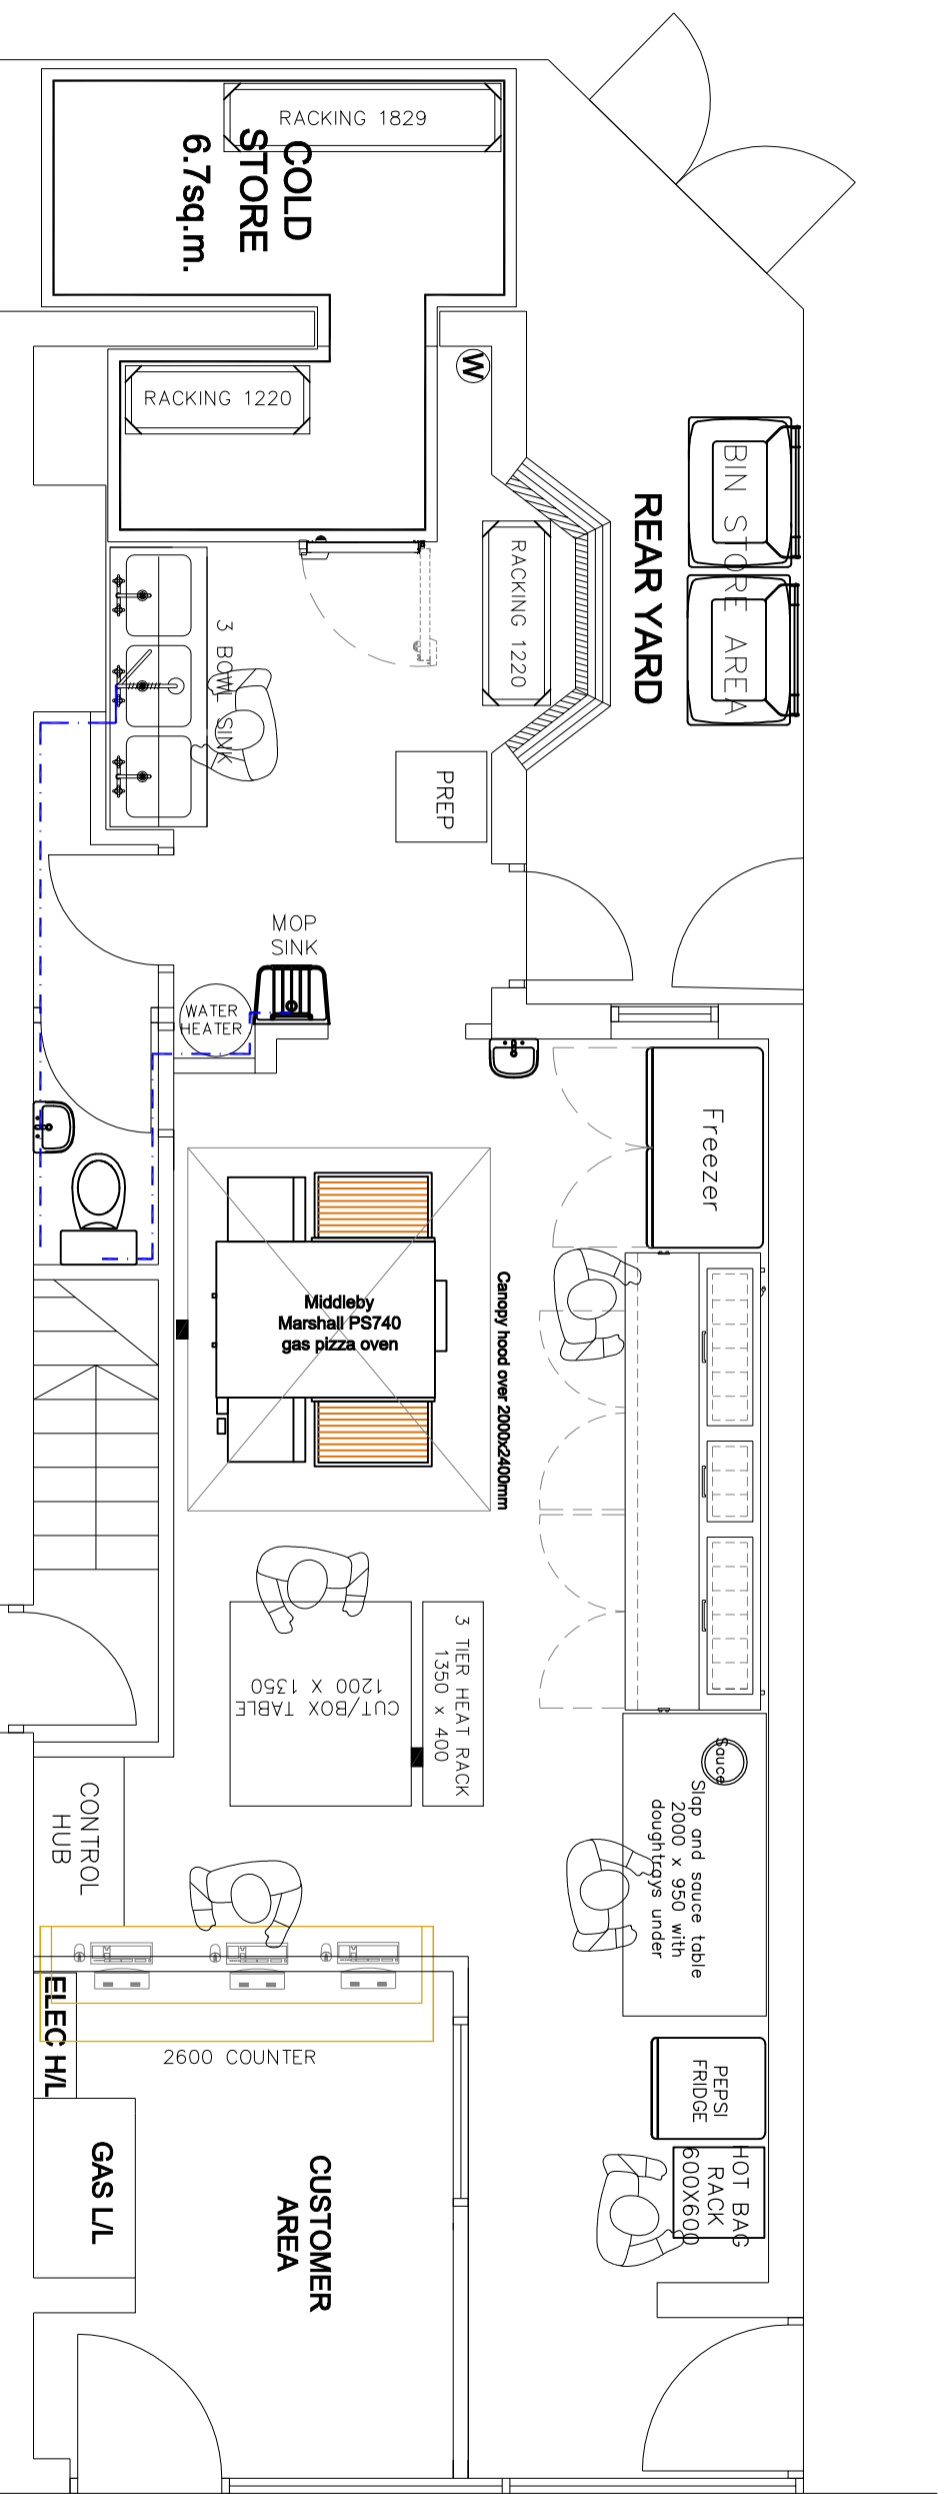 RACKING 1829
COLD
STORE
6.7sq.m.
W
RACKING 1220
BIN STORE AREA
REAR YARD
RACKING 1220
3 BOWL SINK
PREP
MOP
SINK
WATER
HEATER
Freezer
Middleby
Marshall PS740
gas pizza oven
Canopy hood over 2000x2400mm
3 TIER HEAT RACK
1350 x 400
CUT/BOX TABLE
1200 X 1350
Sauce
Slap and sauce table
2000 x 950 with
doughtrays under
CONTROL
HUB
ELEC H/L
2600 COUNTER
PEPSI
FRIDGE
HOT BAG
RACK
600X600
GAS L/L
CUSTOMER
AREA